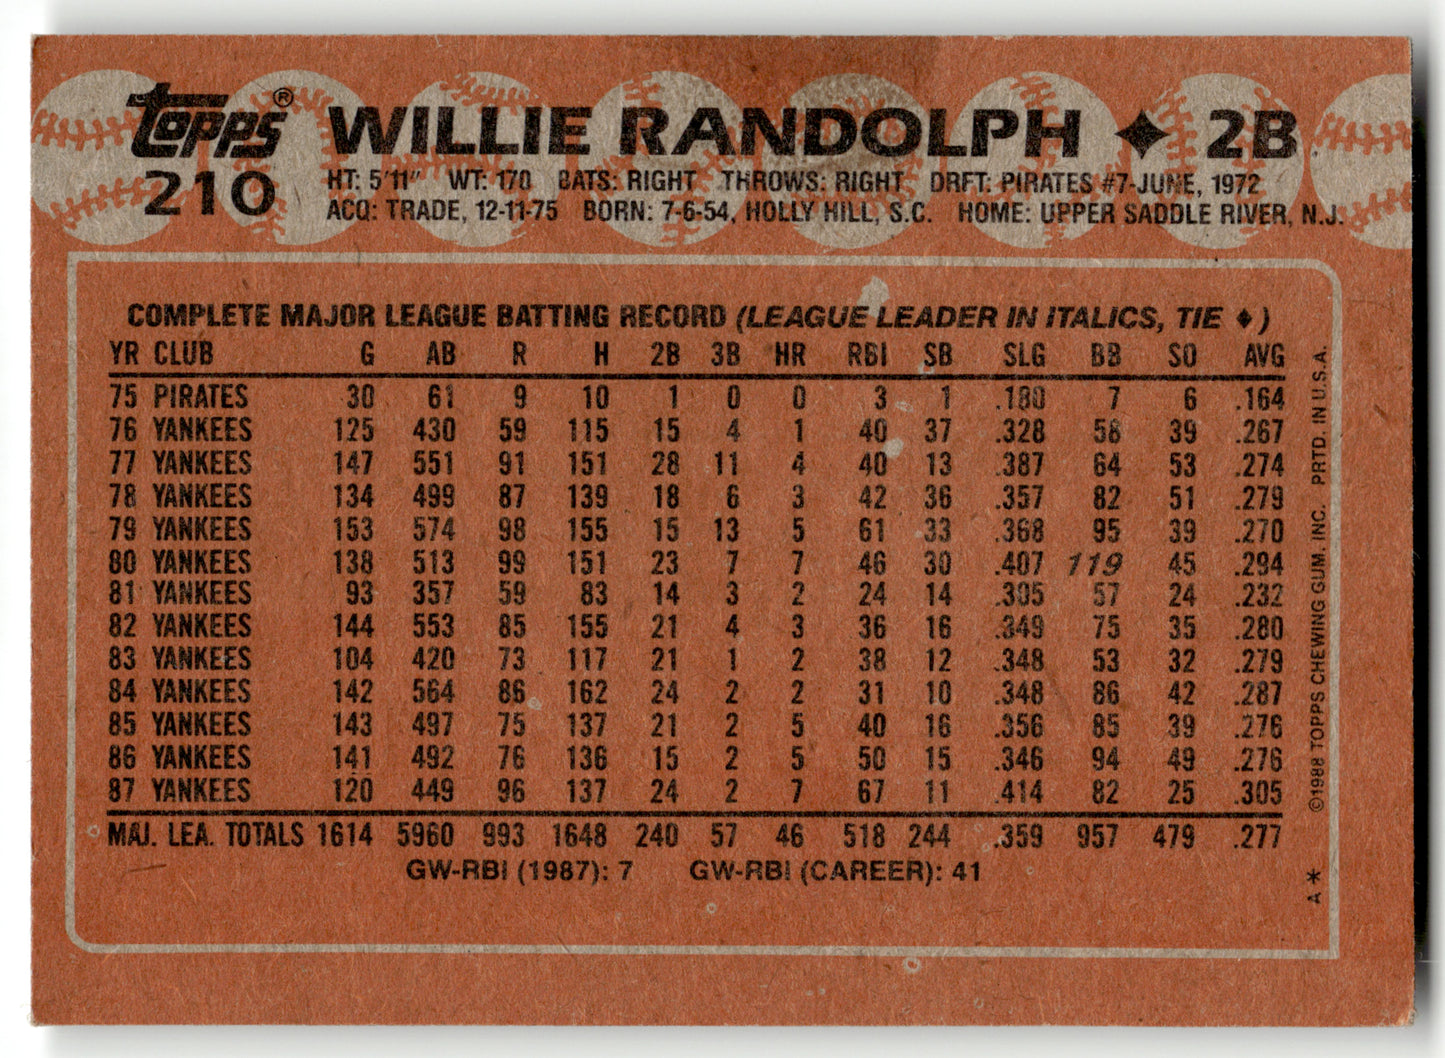 topps® WILLIE RANDOLPH ♦ 2B
210 HT: 5'11" WT: 170 BATS: RIGHT THROWS: RIGHT DRFT: PIRATES #7-JUNE, 1972
ACQ: TRADE, 12-11-75 BORN: 7-6-54, HOLLY HILL, S.C. HOME: UPPER SADDLE RIVER, N.J.
COMPLETE MAJOR LEAGUE BATTING RECORD (LEAGUE LEADER IN ITALICS, TIE ♦)
YR CLUB G AB R H 2B 3B HR RBI SB SLG BB SO AVG
75 PIRATES 30 61 9 10 1 0 0 3 1 .180 7 6 .164
76 YANKEES 125 430 59 115 15 4 1 40 37 .328 58 39 .267
77 YANKEES 147 551 91 151 28 11 4 40 13 .387 64 53 .274
78 YANKEES 134 499 87 139 18 6 3 42 36 .357 82 51 .279
79 YANKEES 153 574 98 155 15 13 5 61 33 .368 95 39 .270
80 YANKEES 138 513 99 151 23 7 7 46 30 .407 119 45 .294
81 YANKEES 93 357 59 83 14 3 2 24 14 .305 57 24 .232
82 YANKEES 144 553 85 155 21 4 3 36 16 .349 75 35 .280
83 YANKEES 104 420 73 117 21 1 2 38 12 .348 53 32 .279
84 YANKEES 142 564 86 162 24 2 2 31 10 .348 86 42 .287
85 YANKEES 143 497 75 137 21 2 5 40 16 .356 85 39 .276
86 YANKEES 141 492 76 136 15 2 5 50 15 .346 94 49 .276
87 YANKEES 120 449 96 137 24 2 7 67 11 .414 82 25 .305
MAJ. LEA. TOTALS 1614 5960 993 1648 240 57 46 518 244 .359 957 479 .277
GW-RBI (1987): 7 GW-RBI (CAREER): 41
A* ©1988 TOPPS CHEWING GUM, INC. PRTD. IN U.S.A.